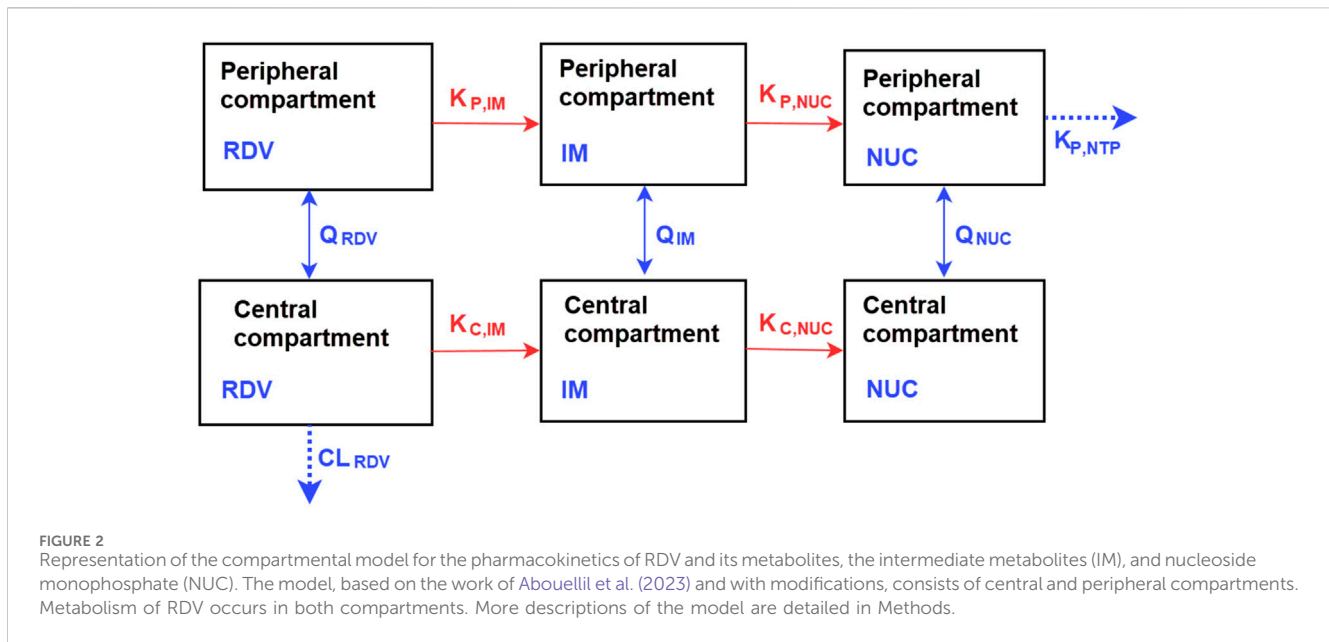 Peripheral
compartment
RDV
K P,IM
Peripheral
compartment
IM
K P,NUC
Peripheral
compartment
NUC
K P,NTP
Q RDV
Q IM
Q NUC
Central
compartment
RDV
K C,IM
Central
compartment
IM
K C,NUC
Central
compartment
NUC
CL RDV
FIGURE 2
Representation of the compartmental model for the pharmacokinetics of RDV and its metabolites, the intermediate metabolites (IM), and nucleoside
monophosphate (NUC). The model, based on the work of Abouellil et al. (2023) and with modifications, consists of central and peripheral compartments.
Metabolism of RDV occurs in both compartments. More descriptions of the model are detailed in Methods.